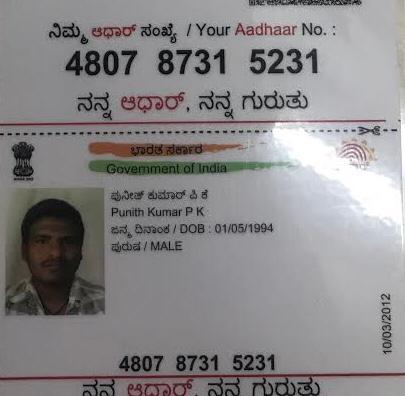 ನಿಮ್ಮ ಆಧಾರ್ ಸಂಖ್ಯೆ / Your Aadhaar No. :
4807 8731 5231
ನನ್ನ ಆಧಾರ್, ನನ್ನ ಗುರುತು
ಭಾರತ ಸರ್ಕಾರ
Government of India
ಪುನೀತ್ ಕುಮಾರ್ ಪಿ ಕೆ
Punith Kumar P K
ಜನ್ಮ ದಿನಾಂಕ / DOB : 01/05/1994
ಪುರುಷ / MALE
10/03/2012
4807 8731 5231
ನನ್ನ ಆಧಾರ್, ನನ್ನ ಗುರುತು